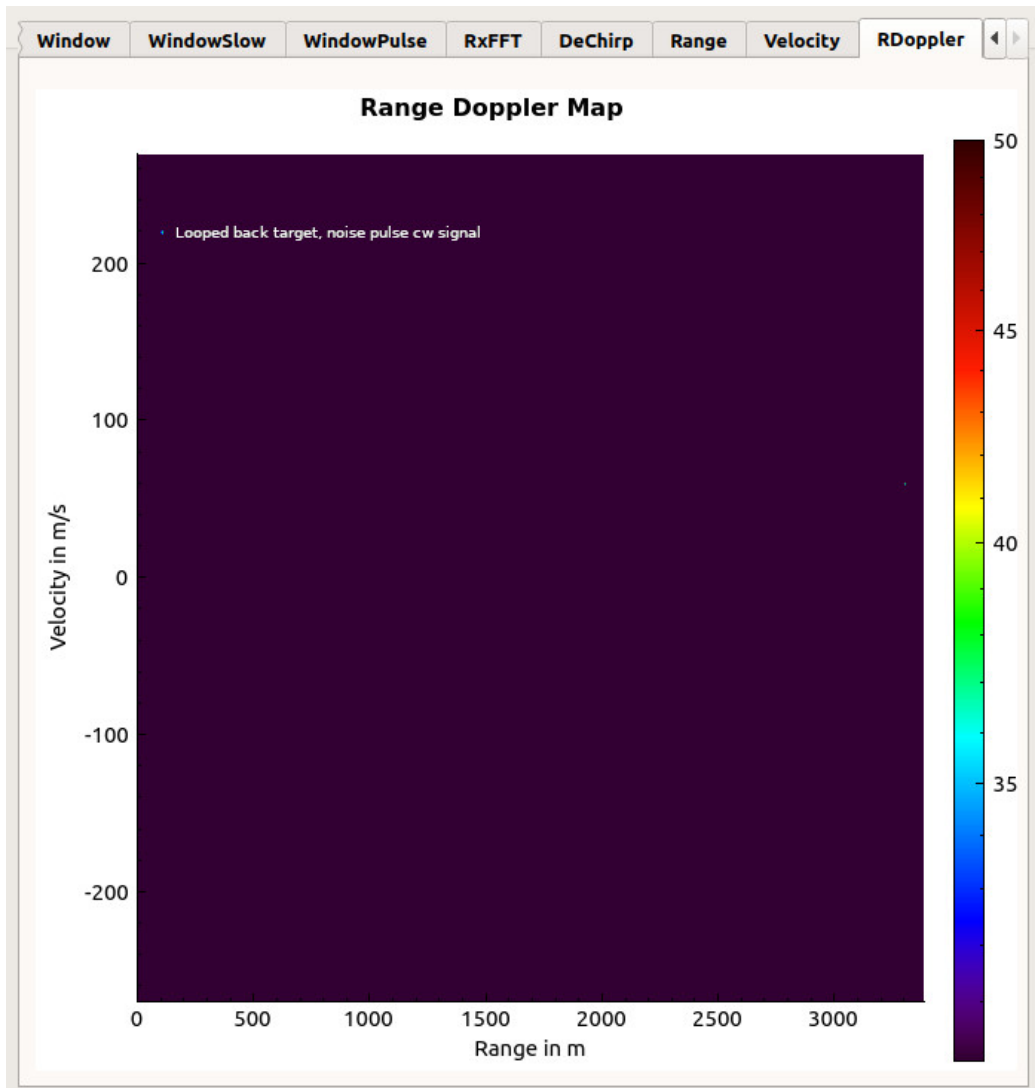 Window WindowSlow WindowPulse RxFFT DeChirp Range Velocity RDoppler
Range Doppler Map
Looped back target, noise pulse cw signal
Velocity in m/s
200
100
0
-100
-200
0 500 1000 1500 2000 2500 3000
Range in m
50
45
40
35